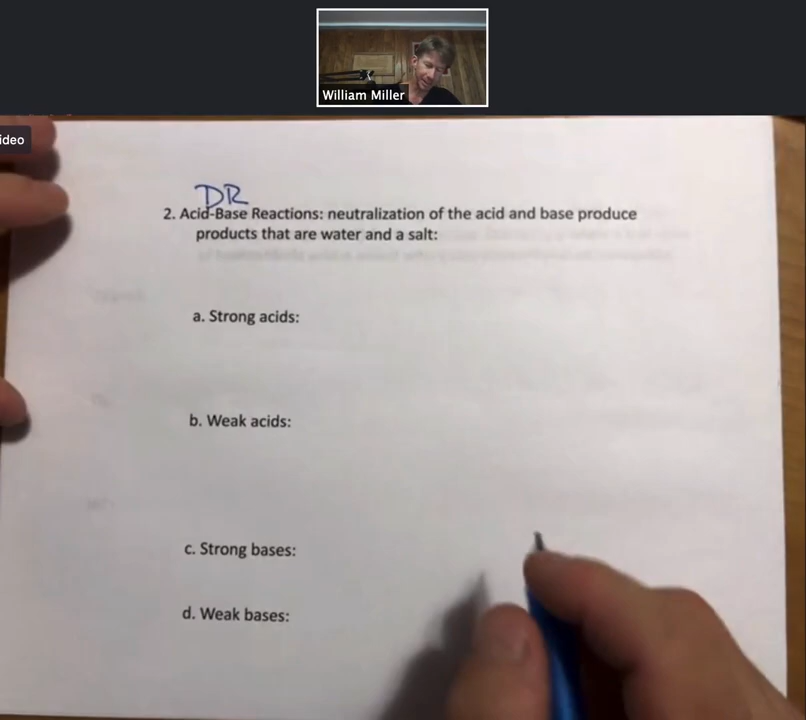 William Miller
ideo
DR
2. Acid-Base Reactions: neutralization of the acid and base produce
products that are water and a salt:
a. Strong acids:
b. Weak acids:
c. Strong bases:
d. Weak bases: